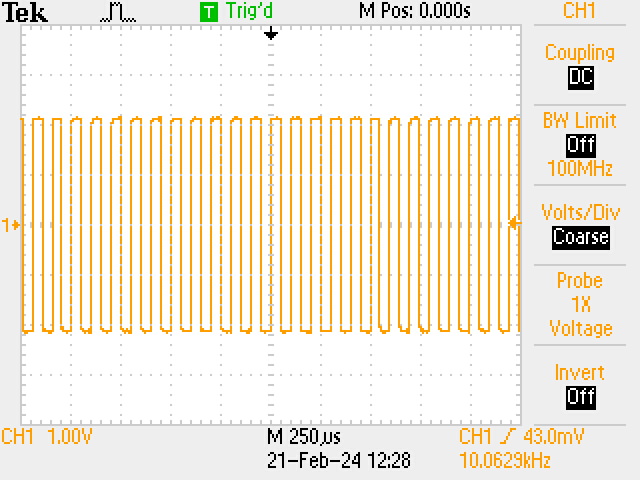 Tek T Trig'd M Pos: 0.000s CH1
Coupling
DC
BW Limit
Off
100MHz
Volts/Div
Coarse
Probe
1X
Voltage
Invert
Off
1
CH1 1.00V M 250µs CH1 43.0mV
21-Feb-24 12:28 10.0629kHz